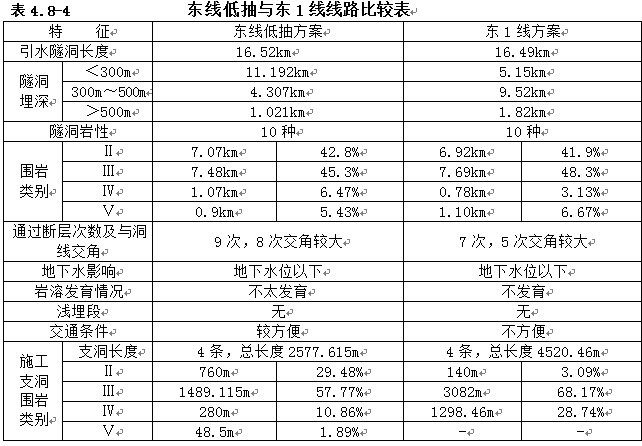 表 4.8-4 东线低抽与东 1 线线路比较表
特 征 东线低抽方案 东 1 线方案
引水隧洞长度 16.52km 16.49km
隧洞埋深 ＜300m 11.192km 5.15km
300m～500m 4.307km 9.52km
＞500m 1.021km 1.82km
隧洞岩性 10 种 10 种
围岩类别 Ⅱ 7.07km 42.8% 6.92km 41.9%
Ⅲ 7.48km 45.3% 7.69km 48.3%
Ⅳ 1.07km 6.47% 0.78km 3.13%
Ⅴ 0.9km 5.43% 1.10km 6.67%
通过断层次数及与洞线交角 9 次，8 次交角较大 7 次，5 次交角较大
地下水影响 地下水位以下 地下水位以下
岩溶发育情况 不太发育 不发育
浅埋段 无 无
交通条件 较方便 不方便
施工支洞围岩类别 支洞长度 4 条，总长度 2577.615m 4 条，总长度 4520.46m
Ⅱ 760m 29.48% 140m 3.09%
Ⅲ 1489.115m 57.77% 3082m 68.17%
Ⅳ 280m 10.86% 1298.46m 28.74%
Ⅴ 48.5m 1.89% - -